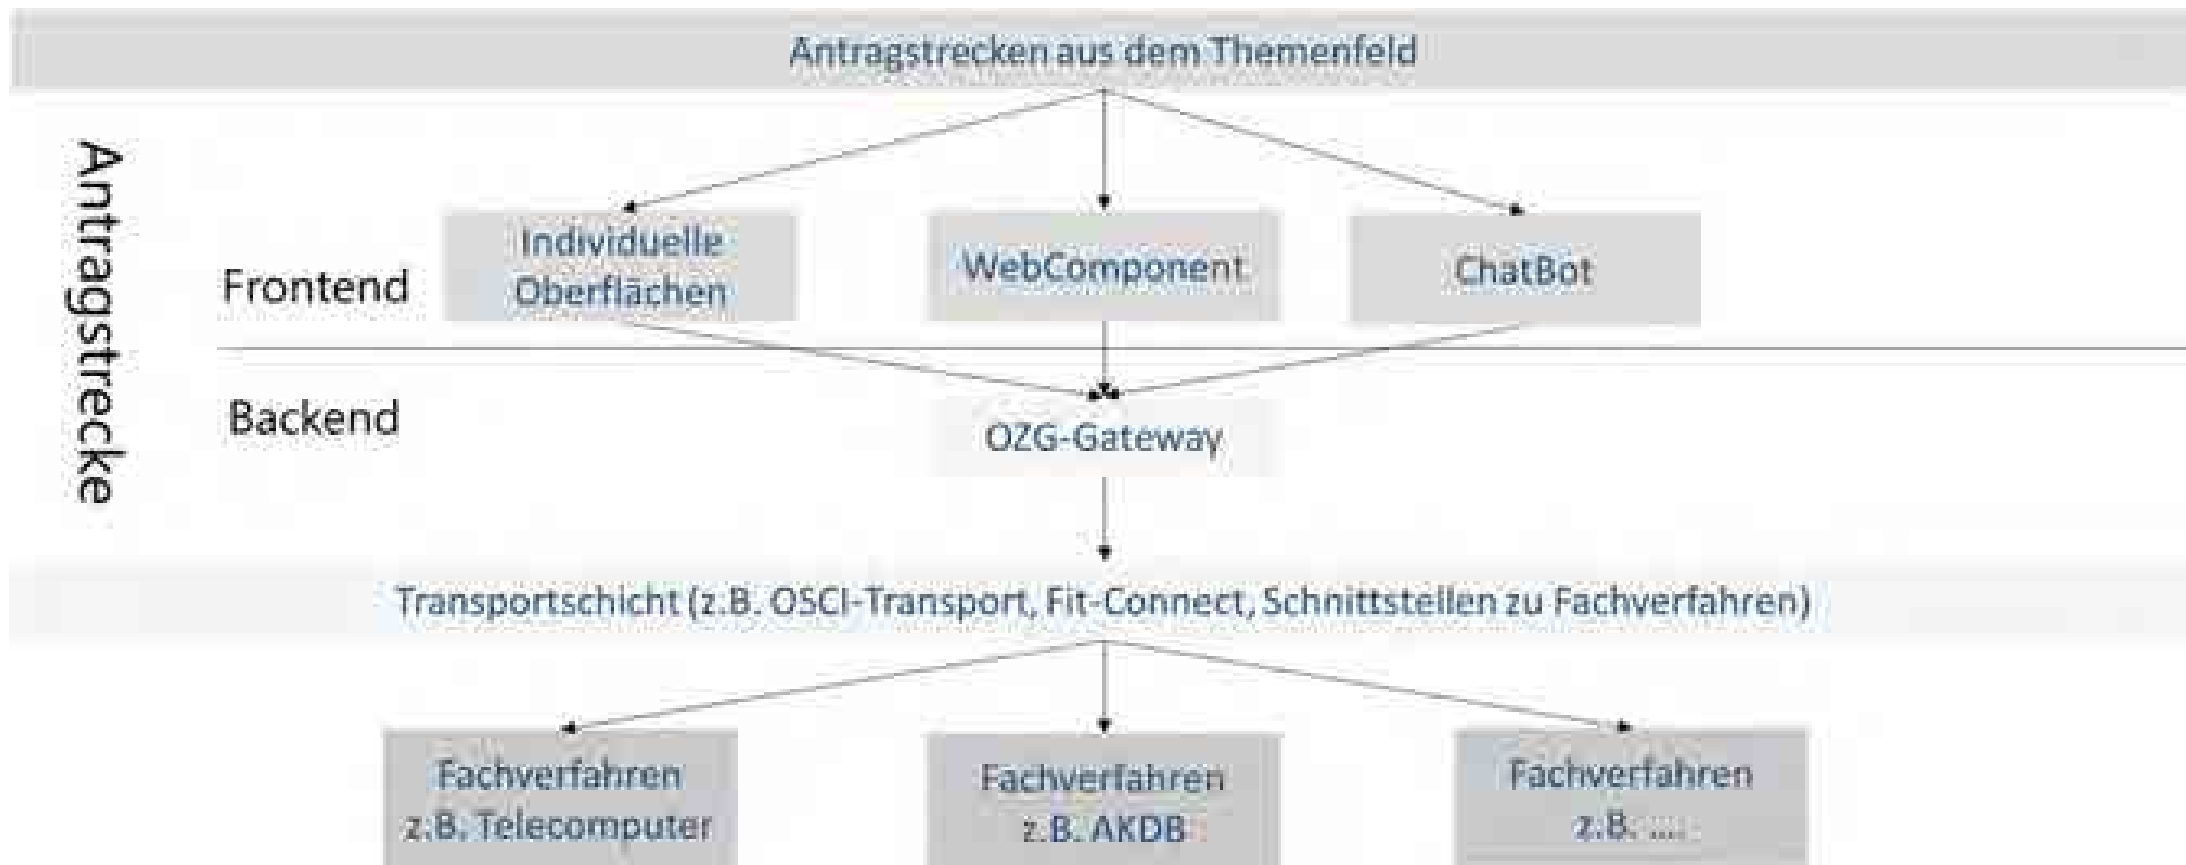 Antragstrecken aus dem Themenfeld
Antragstrecke
Frontend
Individuelle
Oberflächen
WebComponent
ChatBot
Backend
OZG-Gateway
Transportschicht (z.B. OSCI-Transport, Fit-Connect, Schnittstellen zu Fachverfahren)
Fachverfahren
z.B. Telecomputer
Fachverfahren
z.B. AKDB
Fachverfahren
z.B. ....